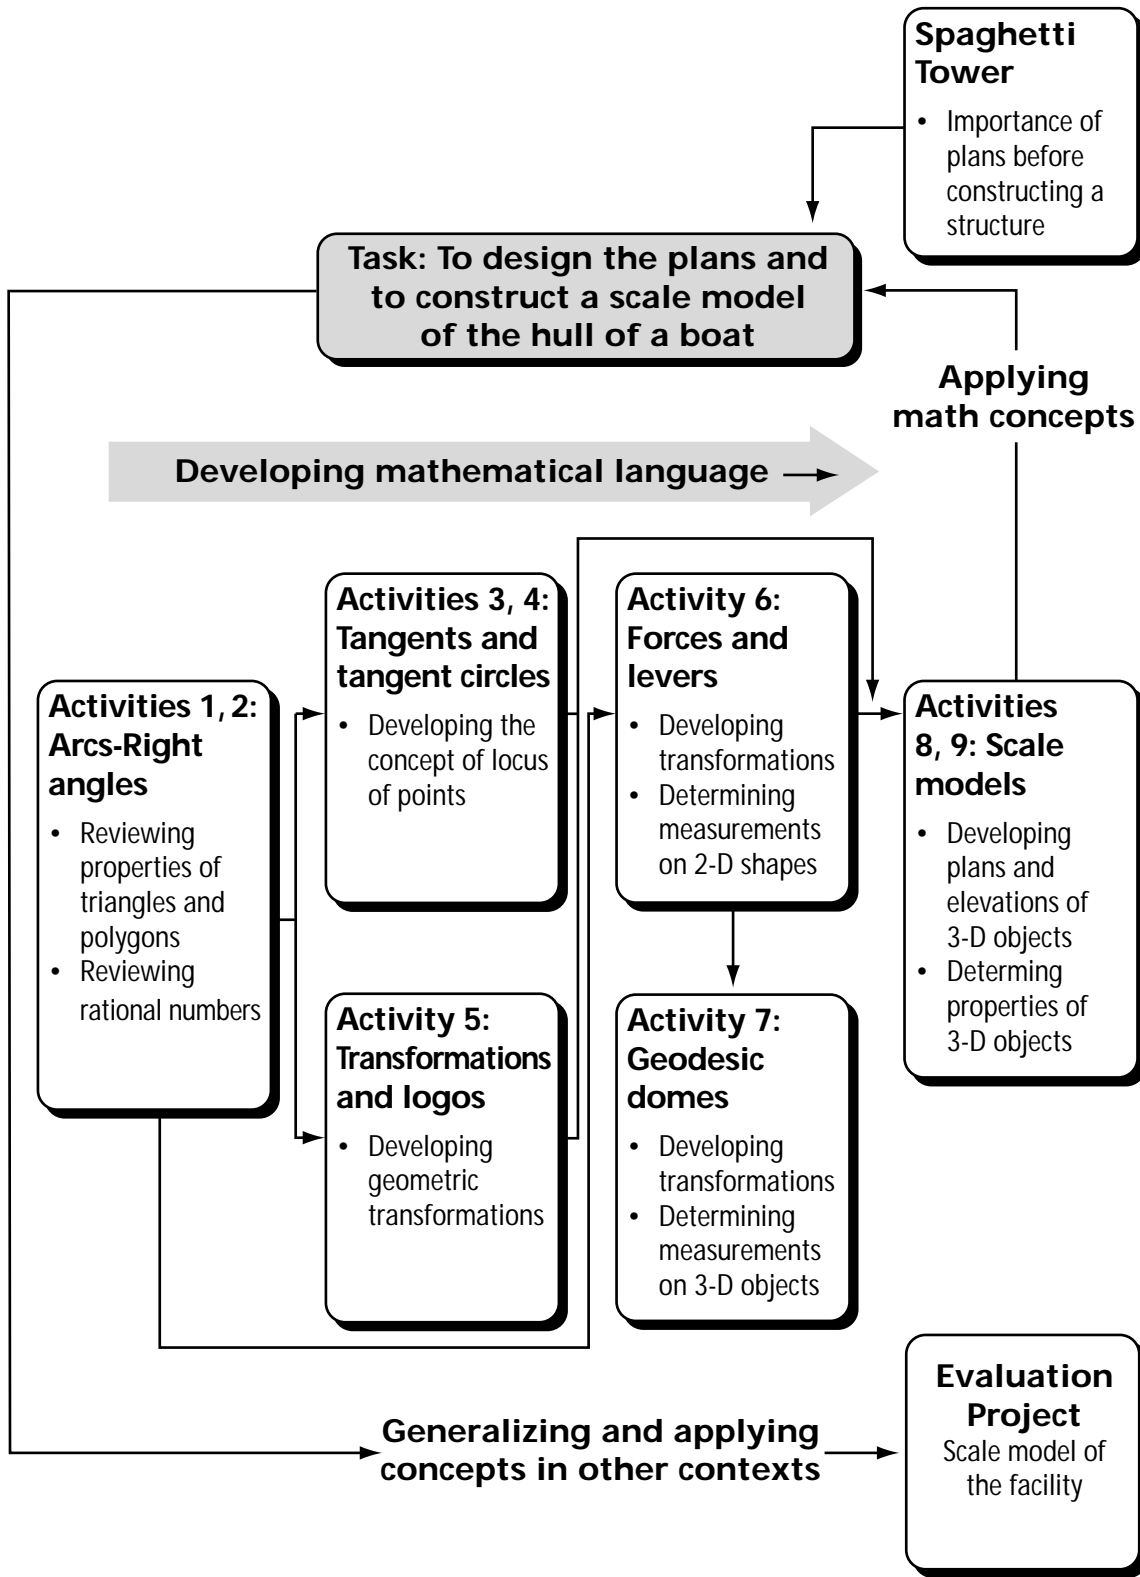 Spaghetti
Tower
• Importance of
plans before
constructing a
structure
Task: To design the plans and
to construct a scale model
of the hull of a boat
Applying
math concepts
Developing mathematical language
Activities 1, 2:
Arcs-Right
angles
• Reviewing
properties of
triangles and
polygons
• Reviewing
rational numbers
Activities 3, 4:
Tangents and
tangent circles
• Developing the
concept of locus
of points
Activity 5:
Transformations
and logos
• Developing
geometric
transformations
Activity 6:
Forces and
levers
• Developing
transformations
• Determining
measurements
on 2-D shapes
Activity 7:
Geodesic
domes
• Developing
transformations
• Determining
measurements
on 3-D objects
Activities
8, 9: Scale
models
• Developing
plans and
elevations of
3-D objects
• Determing
properties of
3-D objects
Generalizing and applying
concepts in other contexts
Evaluation
Project
Scale model of
the facility